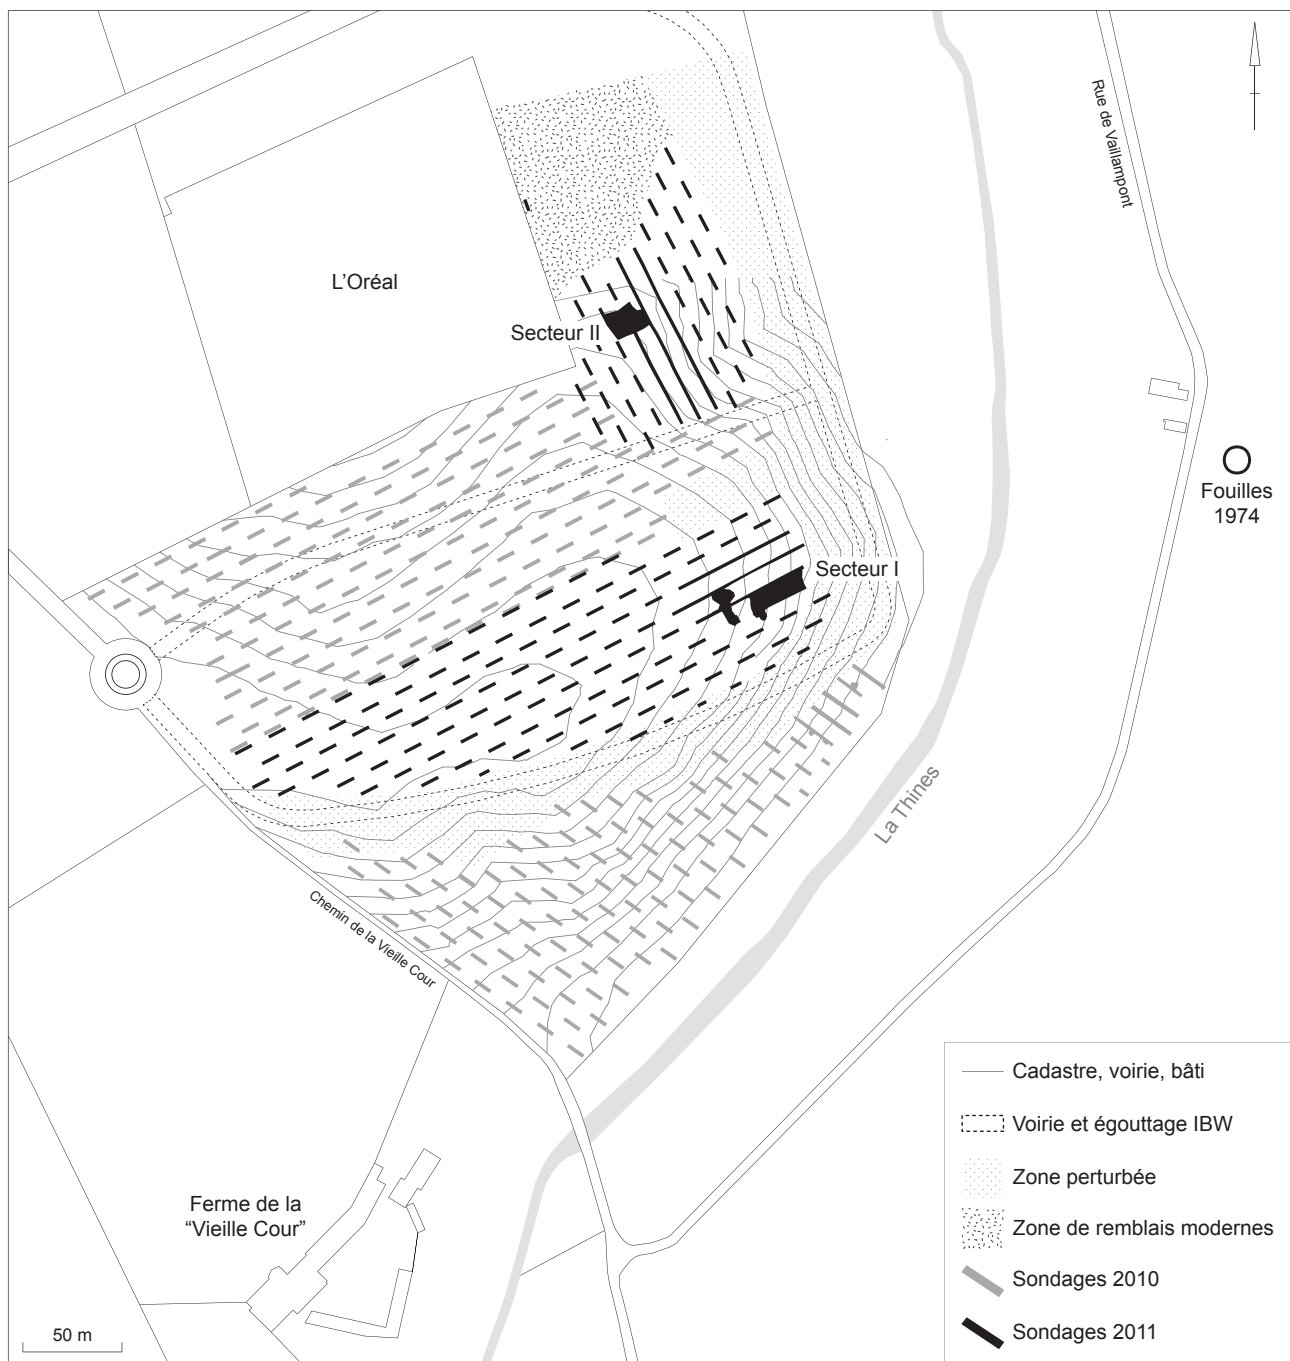 Rue de Vaillampont
L'Oréal
Secteur II
Fouilles
1974
Secteur I
La Thines
Chemin de la Vieille Cour
Ferme de la
“Vieille Cour”
50 m
Cadastre, voirie, bâti
Voirie et égouttage IBW
Zone perturbée
Zone de remblais modernes
Sondages 2010
Sondages 2011